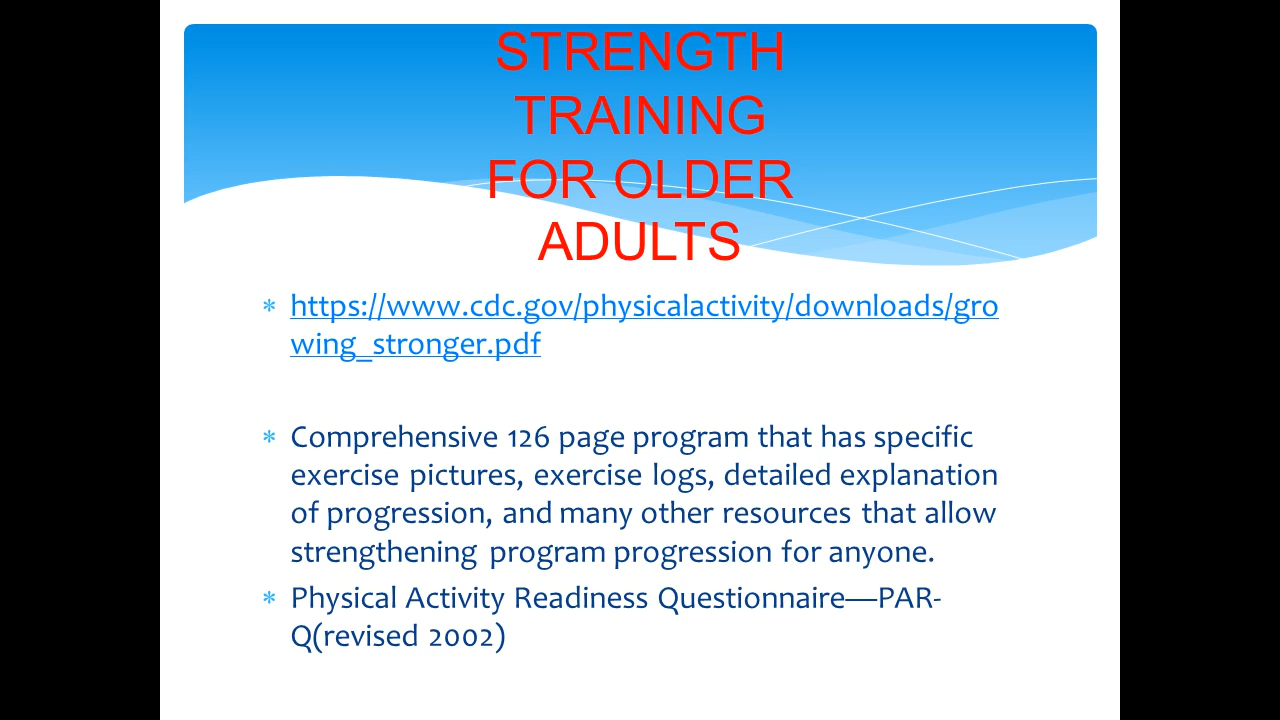 STRENGTH
TRAINING
FOR OLDER
ADULTS
* https://www.cdc.gov/physicalactivity/downloads/gro
wing_stronger.pdf
* Comprehensive 126 page program that has specific
exercise pictures, exercise logs, detailed explanation
of progression, and many other resources that allow
strengthening program progression for anyone.
* Physical Activity Readiness Questionnaire—PAR-
Q(revised 2002)